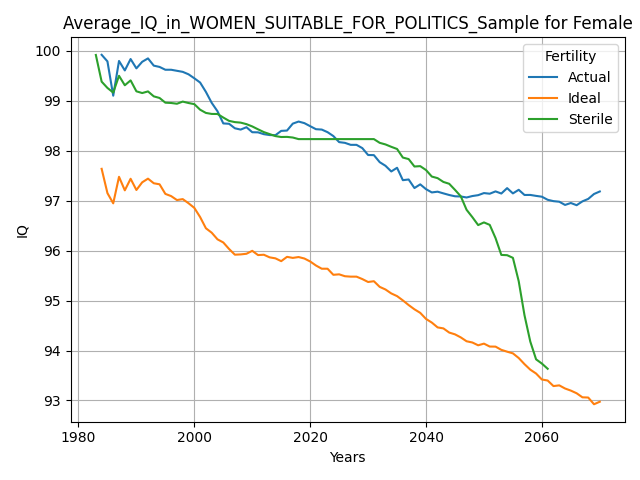 Average_IQ_in_WOMEN_SUITABLE_FOR_POLITICS_Sample for Female
Fertility
Actual
Ideal
Sterile
IQ
100
99
98
97
96
95
94
93
1980
2000
2020
2040
2060
Years